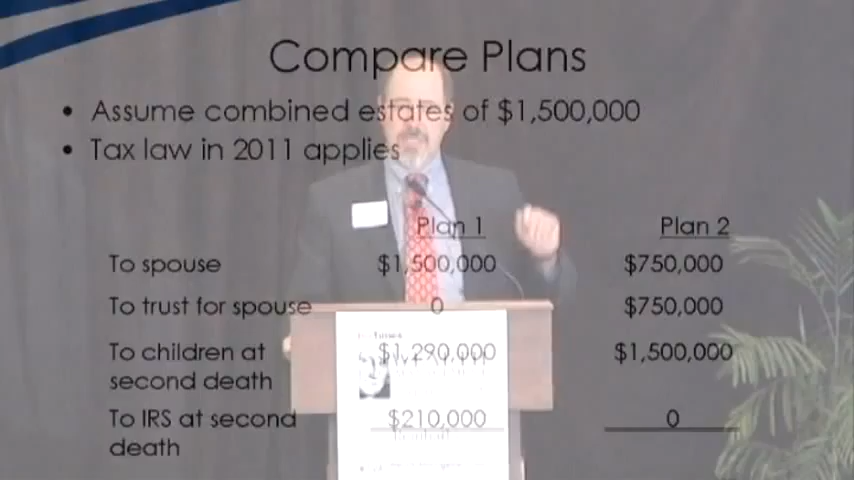 Compare Plans
• Assume combined estates of $1,500,000
• Tax law in 2011 applies
Plan 1 Plan 2
To spouse $1,500,000 $750,000
To trust for spouse 0 $750,000
To children at second death $1,290,000 $1,500,000
To IRS at second death $210,000 0